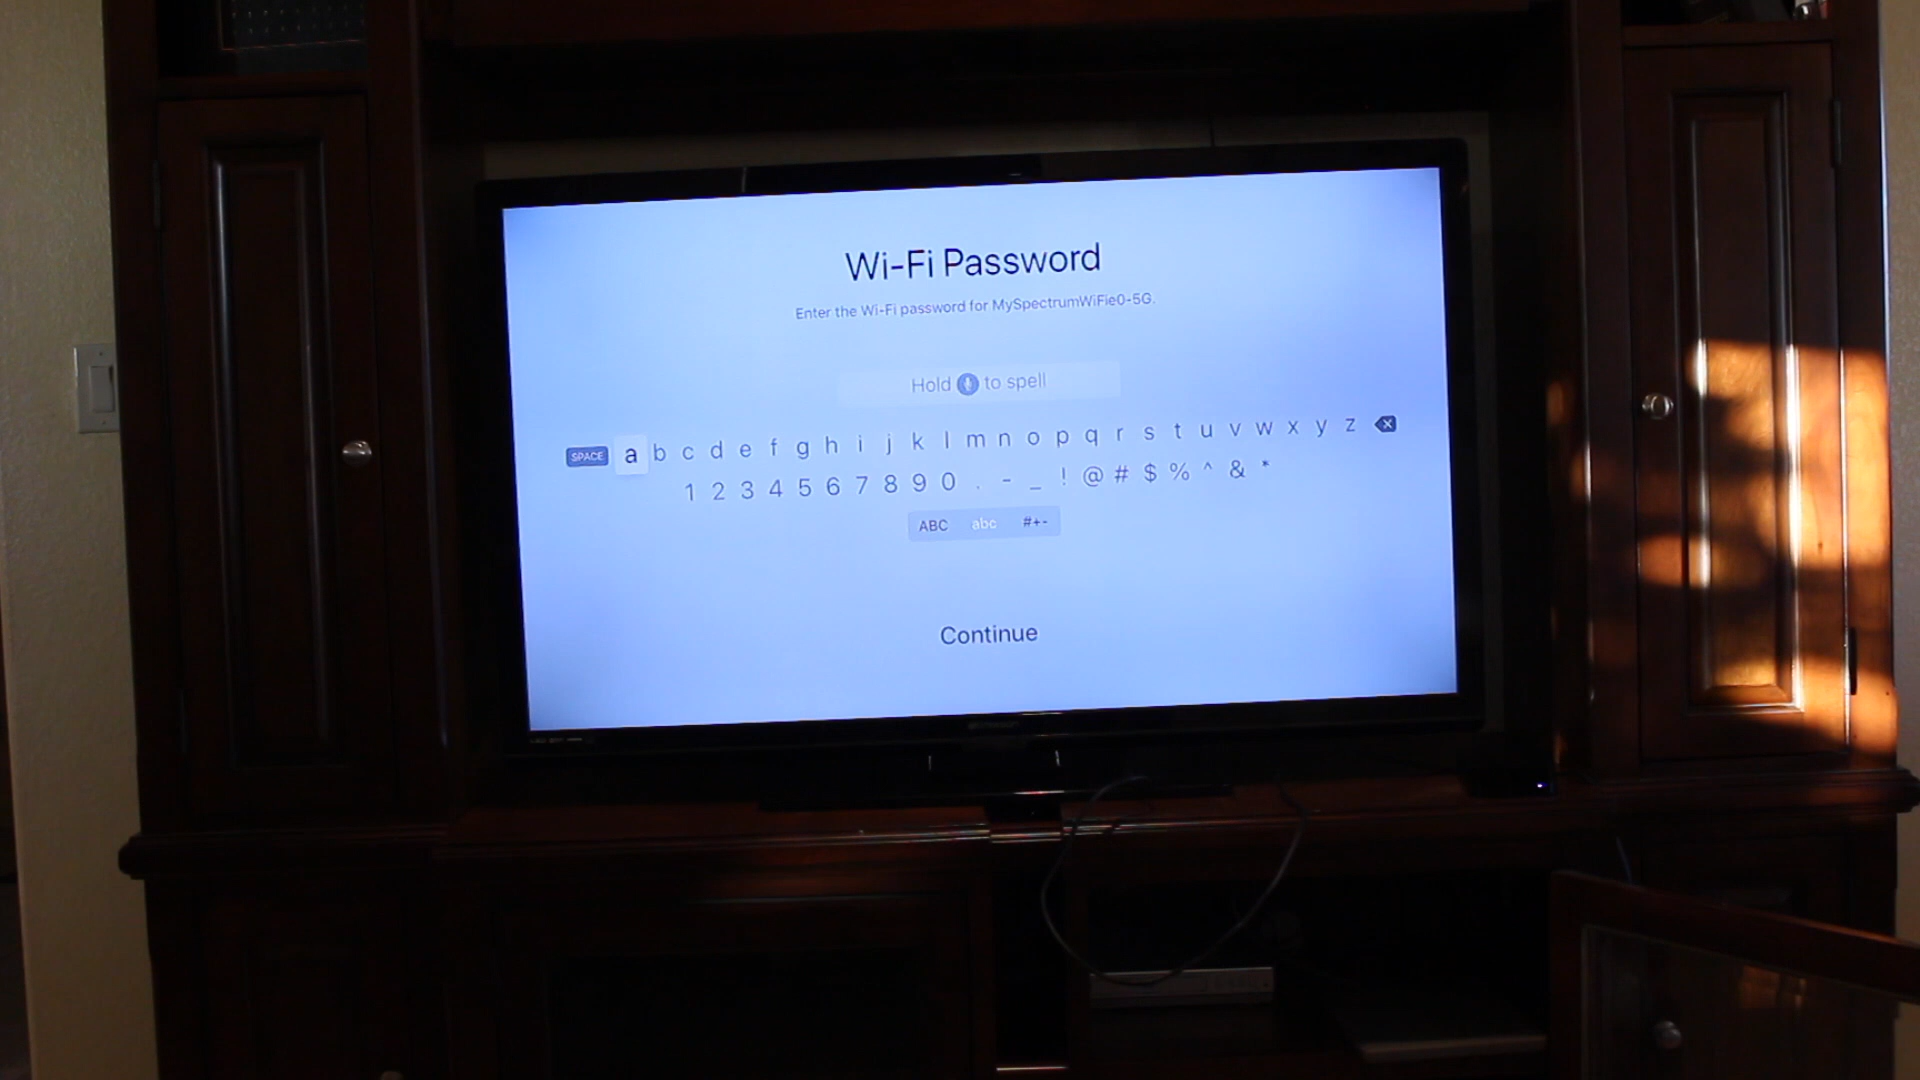 Wi-Fi Password
Enter the Wi-Fi password for MySpectrumWiFie0-5G.
Hold to spell
SPACE a b c d e f g h i j k l m n o p q r s t u v w x y z
1 2 3 4 5 6 7 8 9 0 . - _ ! @ # $ % ^ & *
ABC abc #+-
Continue